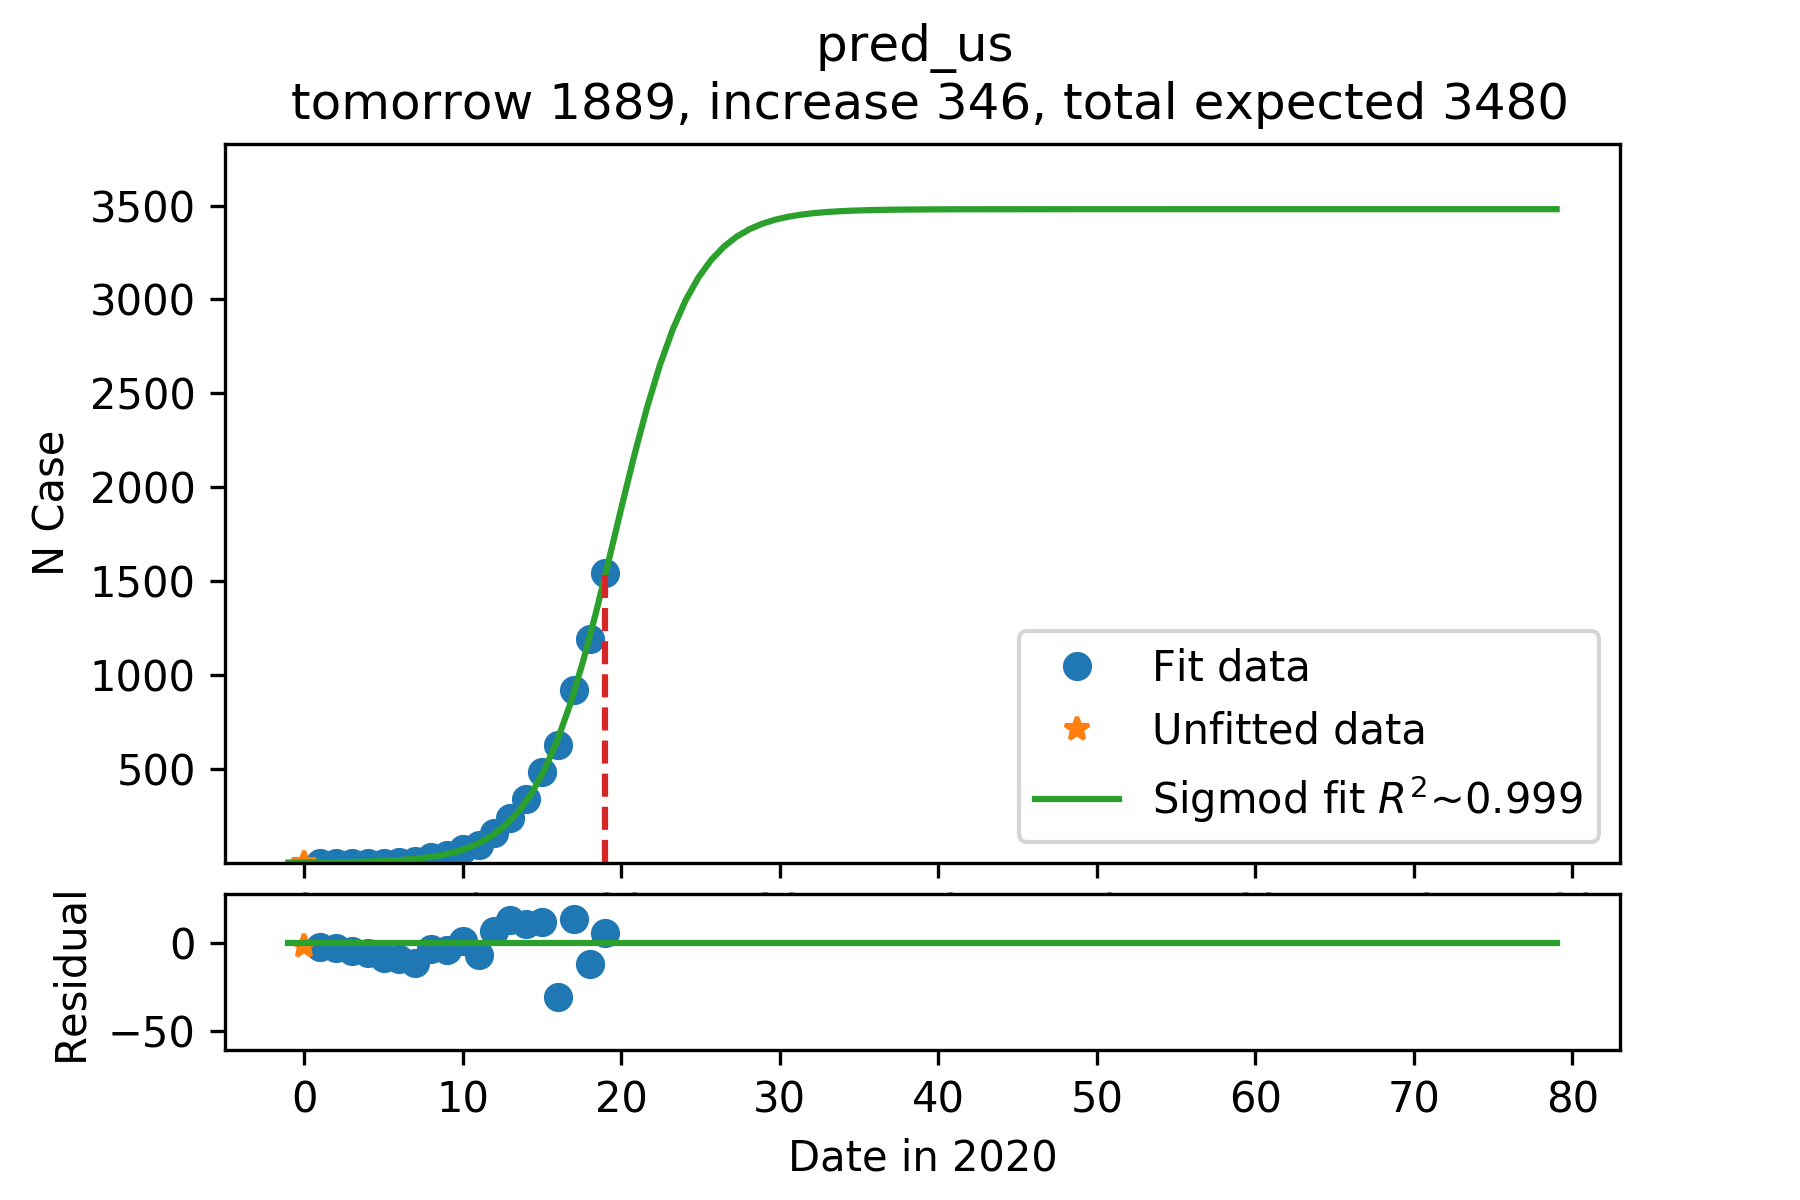 pred_us
tomorrow 1889, increase 346, total expected 3480
3500
3000
2500
2000
1500
1000
500
N Case
Fit data
Unfitted data
Sigmod fit R²~0.999
0
−50
Residual
0 10 20 30 40 50 60 70 80
Date in 2020